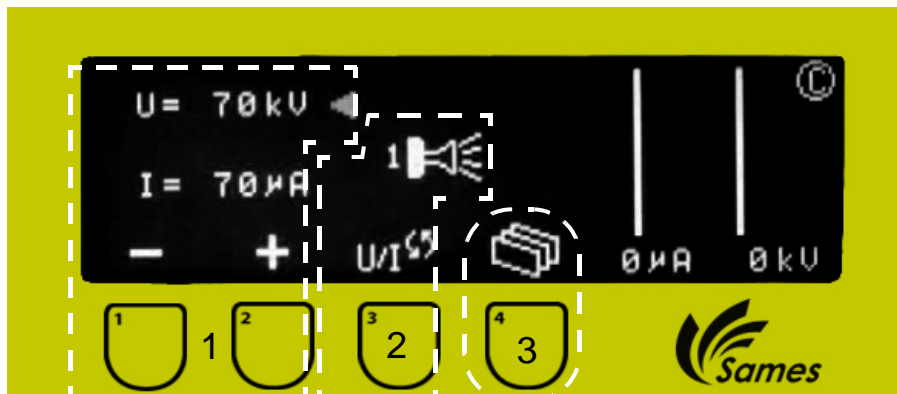 U= 70kV
©
1
I= 70µA
- + U/I 0µA 0kV
1 2 3 4
1 2 3
Sames